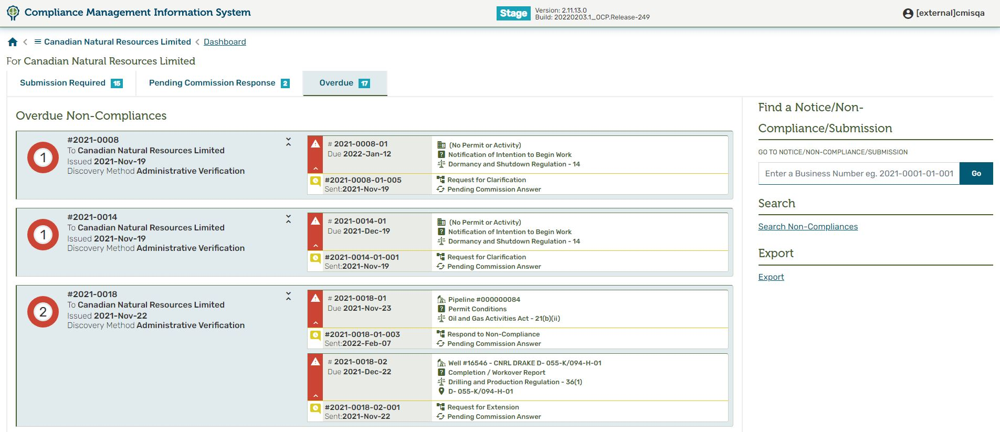 Compliance Management Information System
Stage
Version: 2.11.13.0
Build: 20220203.1_OCP.Release-249
[external]cmisqa
Canadian Natural Resources Limited
Dashboard
For Canadian Natural Resources Limited
Submission Required 15
Pending Commission Response 2
Overdue 17
Overdue Non-Compliances
1
#2021-0008
To Canadian Natural Resources Limited
Issued 2021-Nov-19
Discovery Method Administrative Verification
# 2021-0008-01
Due 2022-Jan-12
(No Permit or Activity)
Notification of Intention to Begin Work
Dormancy and Shutdown Regulation - 14
#2021-0008-01-005
Sent:2021-Nov-19
Request for Clarification
Pending Commission Answer
1
#2021-0014
To Canadian Natural Resources Limited
Issued 2021-Nov-19
Discovery Method Administrative Verification
# 2021-0014-01
Due 2021-Dec-19
(No Permit or Activity)
Notification of Intention to Begin Work
Dormancy and Shutdown Regulation - 14
#2021-0014-01-001
Sent:2021-Nov-19
Request for Clarification
Pending Commission Answer
2
#2021-0018
To Canadian Natural Resources Limited
Issued 2021-Nov-22
Discovery Method Administrative Verification
# 2021-0018-01
Due 2021-Nov-23
Pipeline #000000084
Permit Conditions
Oil and Gas Activities Act - 21(b)(ii)
#2021-0018-01-003
Sent:2022-Feb-07
Respond to Non-Compliance
Pending Commission Answer
# 2021-0018-02
Due 2021-Dec-22
Well #16546 - CNRL DRAKE D- 055-K/094-H-01
Completion / Workover Report
Drilling and Production Regulation - 36(1)
D- 055-K/094-H-01
#2021-0018-02-001
Sent:2021-Nov-22
Request for Extension
Pending Commission Answer
Find a Notice/Non-
Compliance/Submission
GO TO NOTICE/NON-COMPLIANCE/SUBMISSION
Enter a Business Number eg. 2021-0001-01-001
Go
Search
Search Non-Compliances
Export
Export